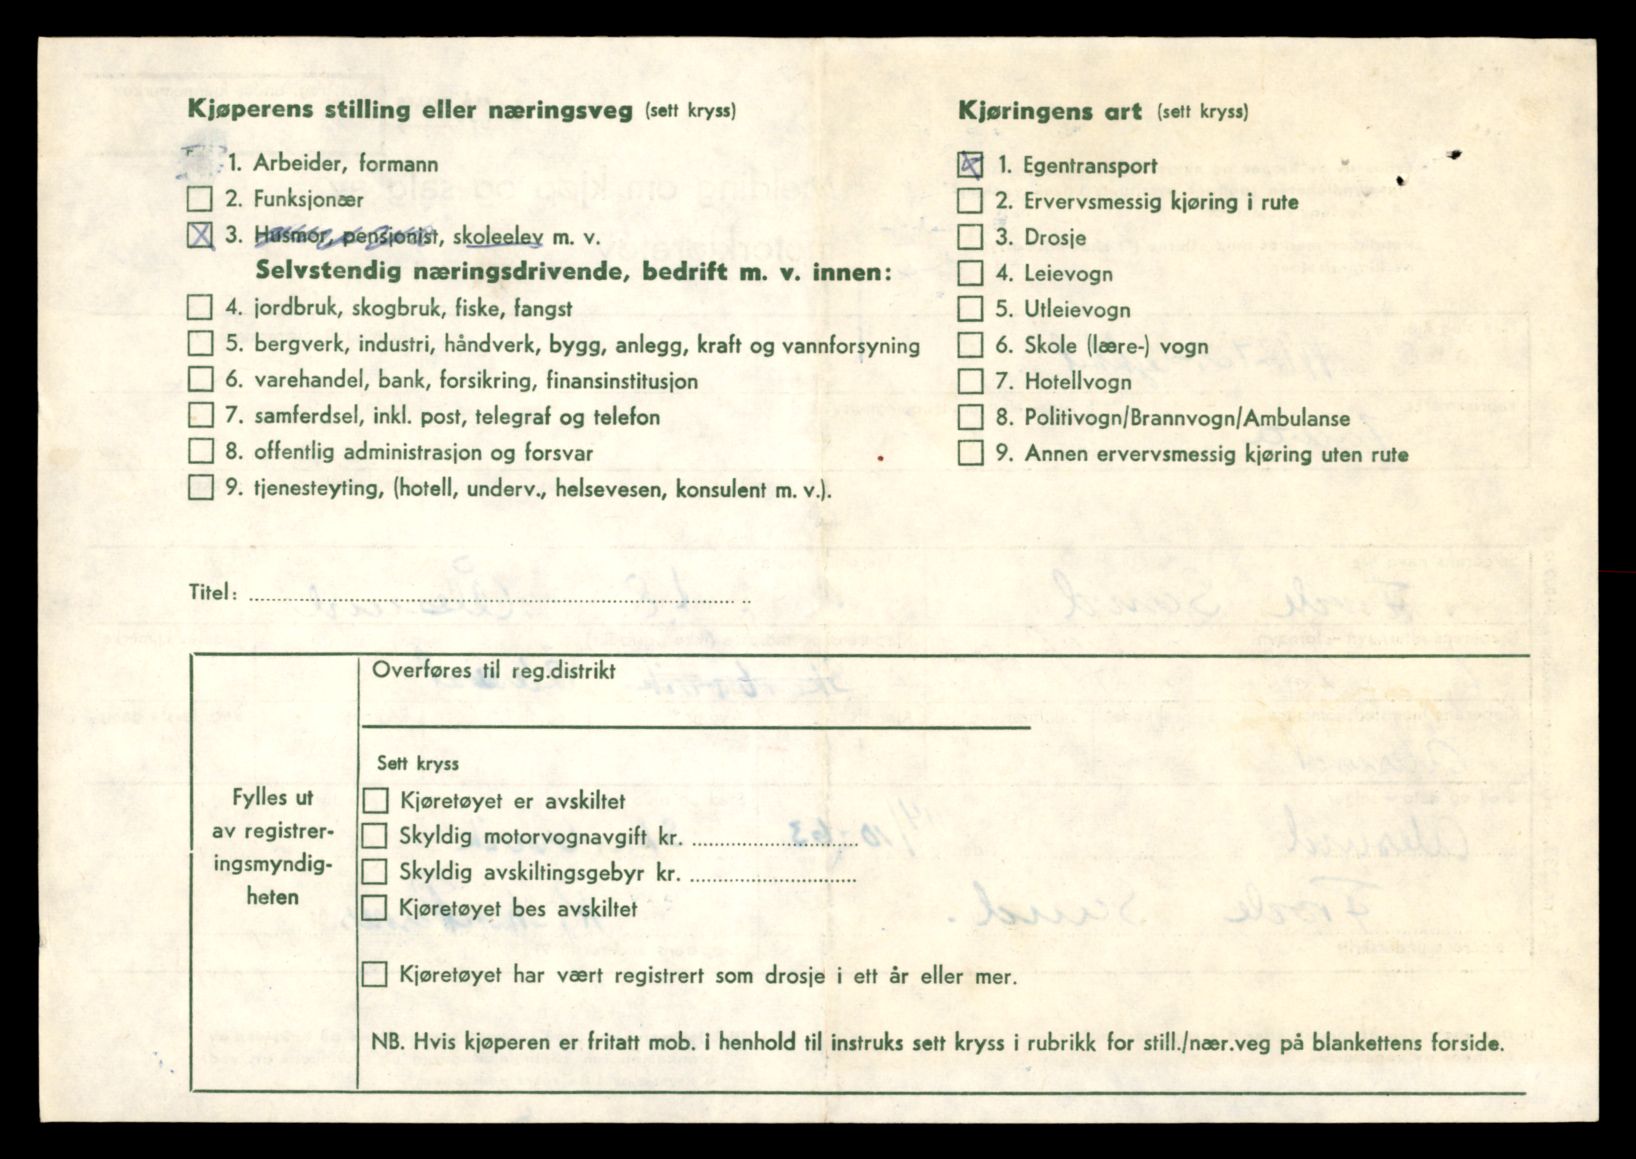 Kjøperens stilling eller næringsveg (sett kryss)
1. Arbeider, formann
2. Funksjonær
3. Husmor, pensjonist, skoleelev m. v.
Selvstendig næringsdrivende, bedrift m. v. innen:
4. jordbruk, skogbruk, fiske, fangst
5. bergverk, industri, håndverk, bygg, anlegg, kraft og vannforsyning
6. varehandel, bank, forsikring, finansinstitusjon
7. samferdsel, inkl. post, telegraf og telefon
8. offentlig administrasjon og forsvar
9. tjenesteyting, (hotell, underv., helsevesen, konsulent m. v.).
Kjøringens art (sett kryss)
1. Egentransport
2. Ervervsmessig kjøring i rute
3. Drosje
4. Leievogn
5. Utleievogn
6. Skole (lære-) vogn
7. Hotellvogn
8. Politivogn/Brannvogn/Ambulanse
9. Annen ervervsmessig kjøring uten rute
Titel:
Fylles ut
av registrer-
ingsmyndig-
heten
Overføres til reg.distrikt
Sett kryss
Kjøretøyet er avskiltet
Skyldig motorvognavgift kr.
Skyldig avskiltingsgebyr kr.
Kjøretøyet bes avskiltet
Kjøretøyet har vært registrert som drosje i ett år eller mer.
NB. Hvis kjøperen er fritatt mob. i henhold til instruks sett kryss i rubrikk for still./nær.veg på blankettens forside.